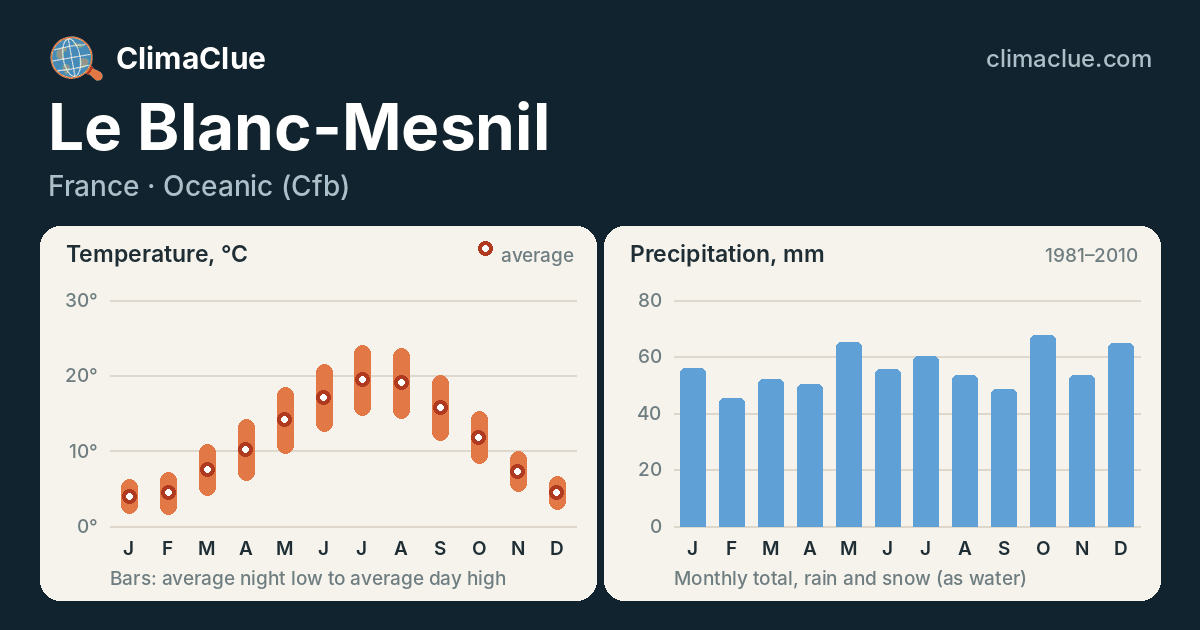 ClimaClue
climaclue.com
Le Blanc-Mesnil
France · Oceanic (Cfb)
Temperature, °C
average
30°
20°
10°
0°
J F M A M J J A S O N D
Bars: average night low to average day high
Precipitation, mm
1981–2010
80
60
40
20
0
J F M A M J J A S O N D
Monthly total, rain and snow (as water)